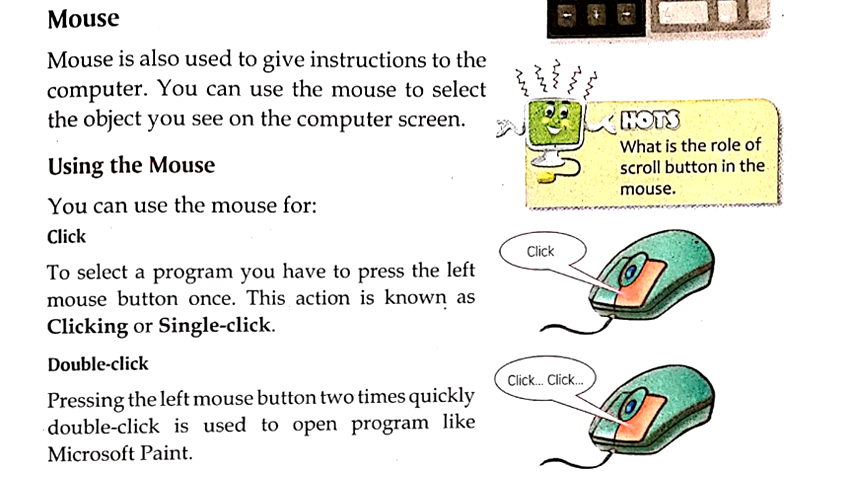 Mouse
Mouse is also used to give instructions to the
computer. You can use the mouse to select
the object you see on the computer screen.
HOTS
What is the role of
scroll button in the
mouse.
Using the Mouse
You can use the mouse for:
Click
To select a program you have to press the left
mouse button once. This action is known as
Clicking or Single-click.
Click
Double-click
Pressing the left mouse button two times quickly
double-click is used to open program like
Microsoft Paint.
Click... Click...